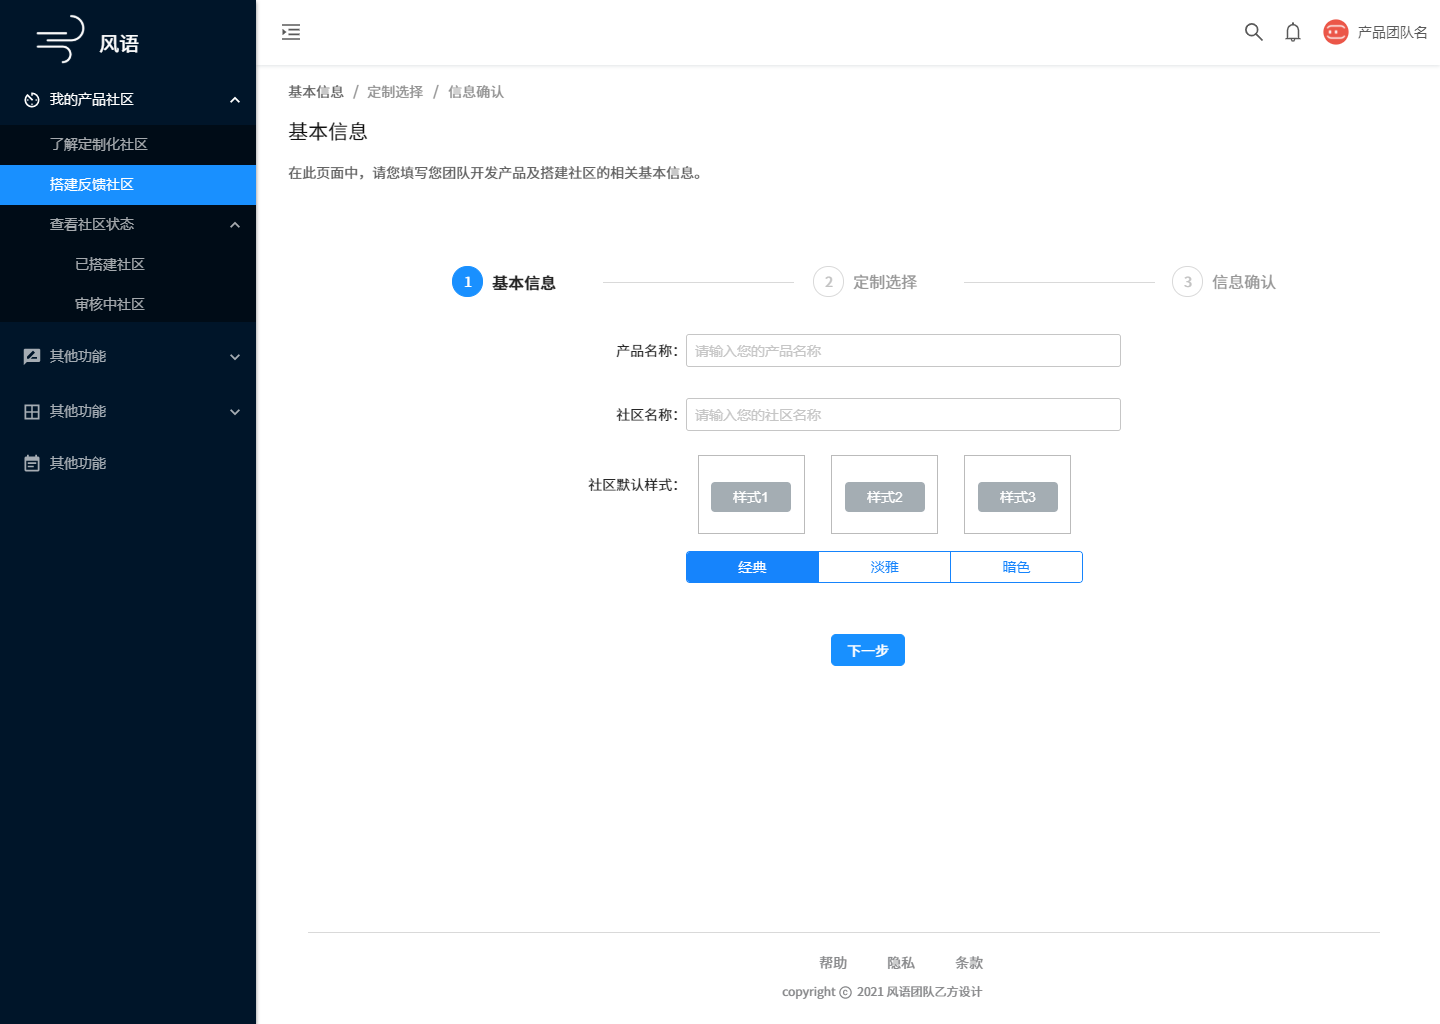 风语
我的产品社区
了解定制化社区
搭建反馈社区
查看社区状态
已搭建社区
审核中社区
其他功能
其他功能
其他功能
产品团队名
基本信息 / 定制选择 / 信息确认
基本信息
在此页面中，请您填写您团队开发产品及搭建社区的相关基本信息。
1 基本信息 2 定制选择 3 信息确认
产品名称： 请输入您的产品名称
社区名称： 请输入您的社区名称
社区默认样式： 样式1 样式2 样式3
经典 淡雅 暗色
下一步
帮助 隐私 条款
copyright © 2021 风语团队乙方设计